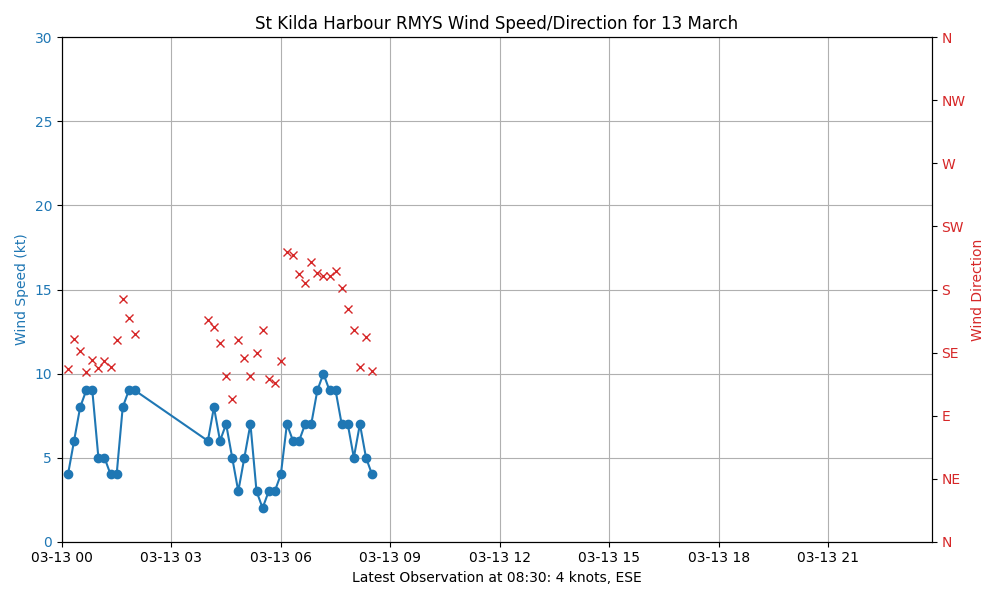 St Kilda Harbour RMYS Wind Speed/Direction for 13 March
30
25
20
15
10
5
0
Wind Speed (kt)
N
NW
W
SW
S
SE
E
NE
N
Wind Direction
03-13 00
03-13 03
03-13 06
03-13 09
03-13 12
03-13 15
03-13 18
03-13 21
Latest Observation at 08:30: 4 knots, ESE